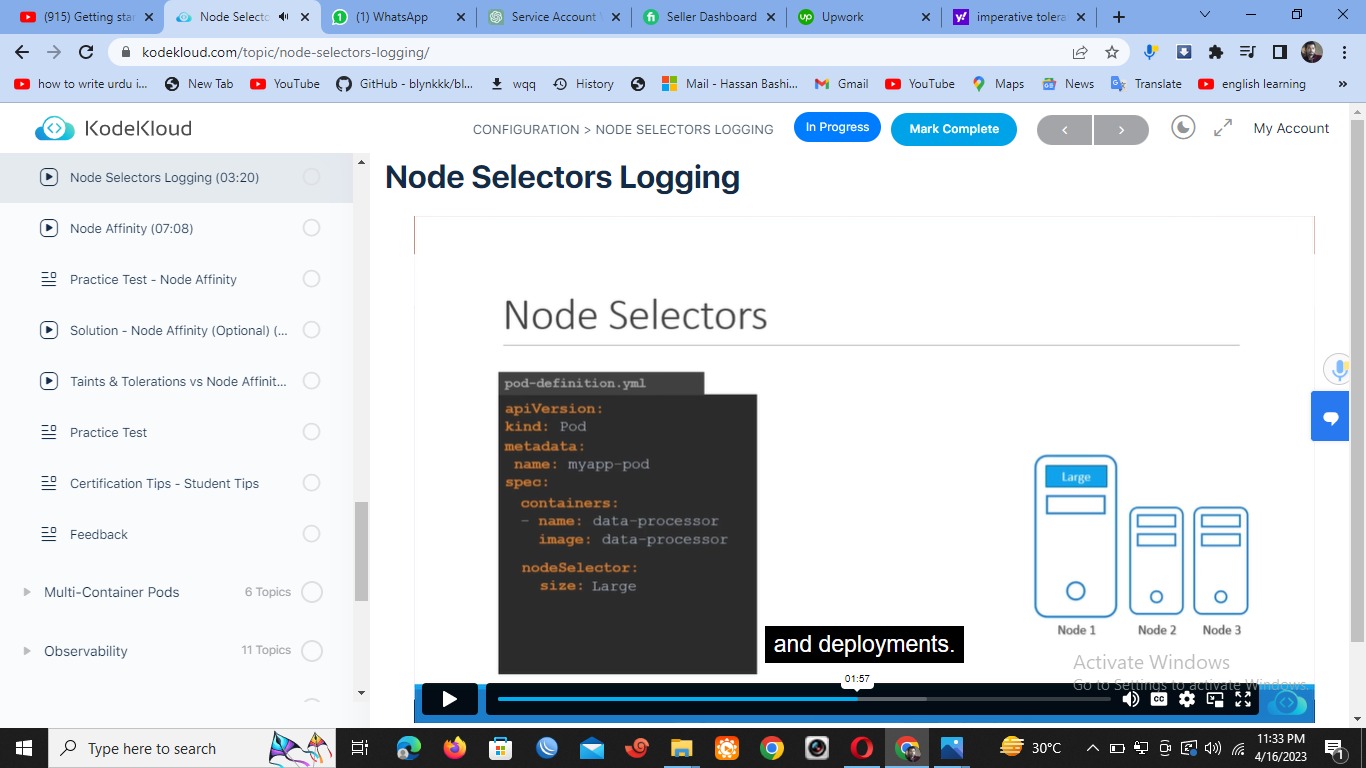 (915) Getting star
Node Selecto
(1) WhatsApp
Service Account
Seller Dashboard
Upwork
imperative tolera
kodekloud.com/topic/node-selectors-logging/
how to write urdu i...
New Tab
YouTube
GitHub - blynkkk/bl...
wqq
History
Mail - Hassan Bashi...
Gmail
YouTube
Maps
News
Translate
english learning
»
KodeKloud
CONFIGURATION > NODE SELECTORS LOGGING
In Progress
Mark Complete
<
>
My Account
Node Selectors Logging (03:20)
Node Affinity (07:08)
Practice Test - Node Affinity
Solution - Node Affinity (Optional) (...
Taints & Tolerations vs Node Affinit...
Practice Test
Certification Tips - Student Tips
Feedback
Multi-Container Pods
6 Topics
Observability
11 Topics
Node Selectors Logging
Node Selectors
pod-definition.yml
apiVersion:
kind: Pod
metadata:
name: myapp-pod
spec:
containers:
- name: data-processor
image: data-processor
nodeSelector:
size: Large
Large
Node 1
Node 2
Node 3
and deployments.
Activate Windows
Go to Settings to activate Windows.
01:57
CC
Type here to search
30°C
11:33 PM
4/16/2023
1